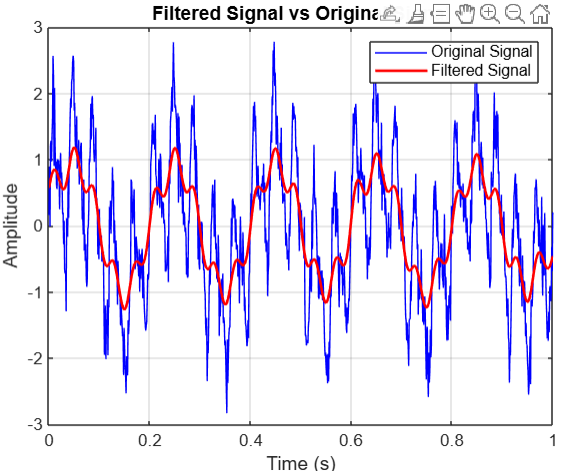 Filtered Signal vs Origina
Original Signal
Filtered Signal
3
2
1
0
-1
-2
-3
Amplitude
0 0.2 0.4 0.6 0.8 1
Time (s)